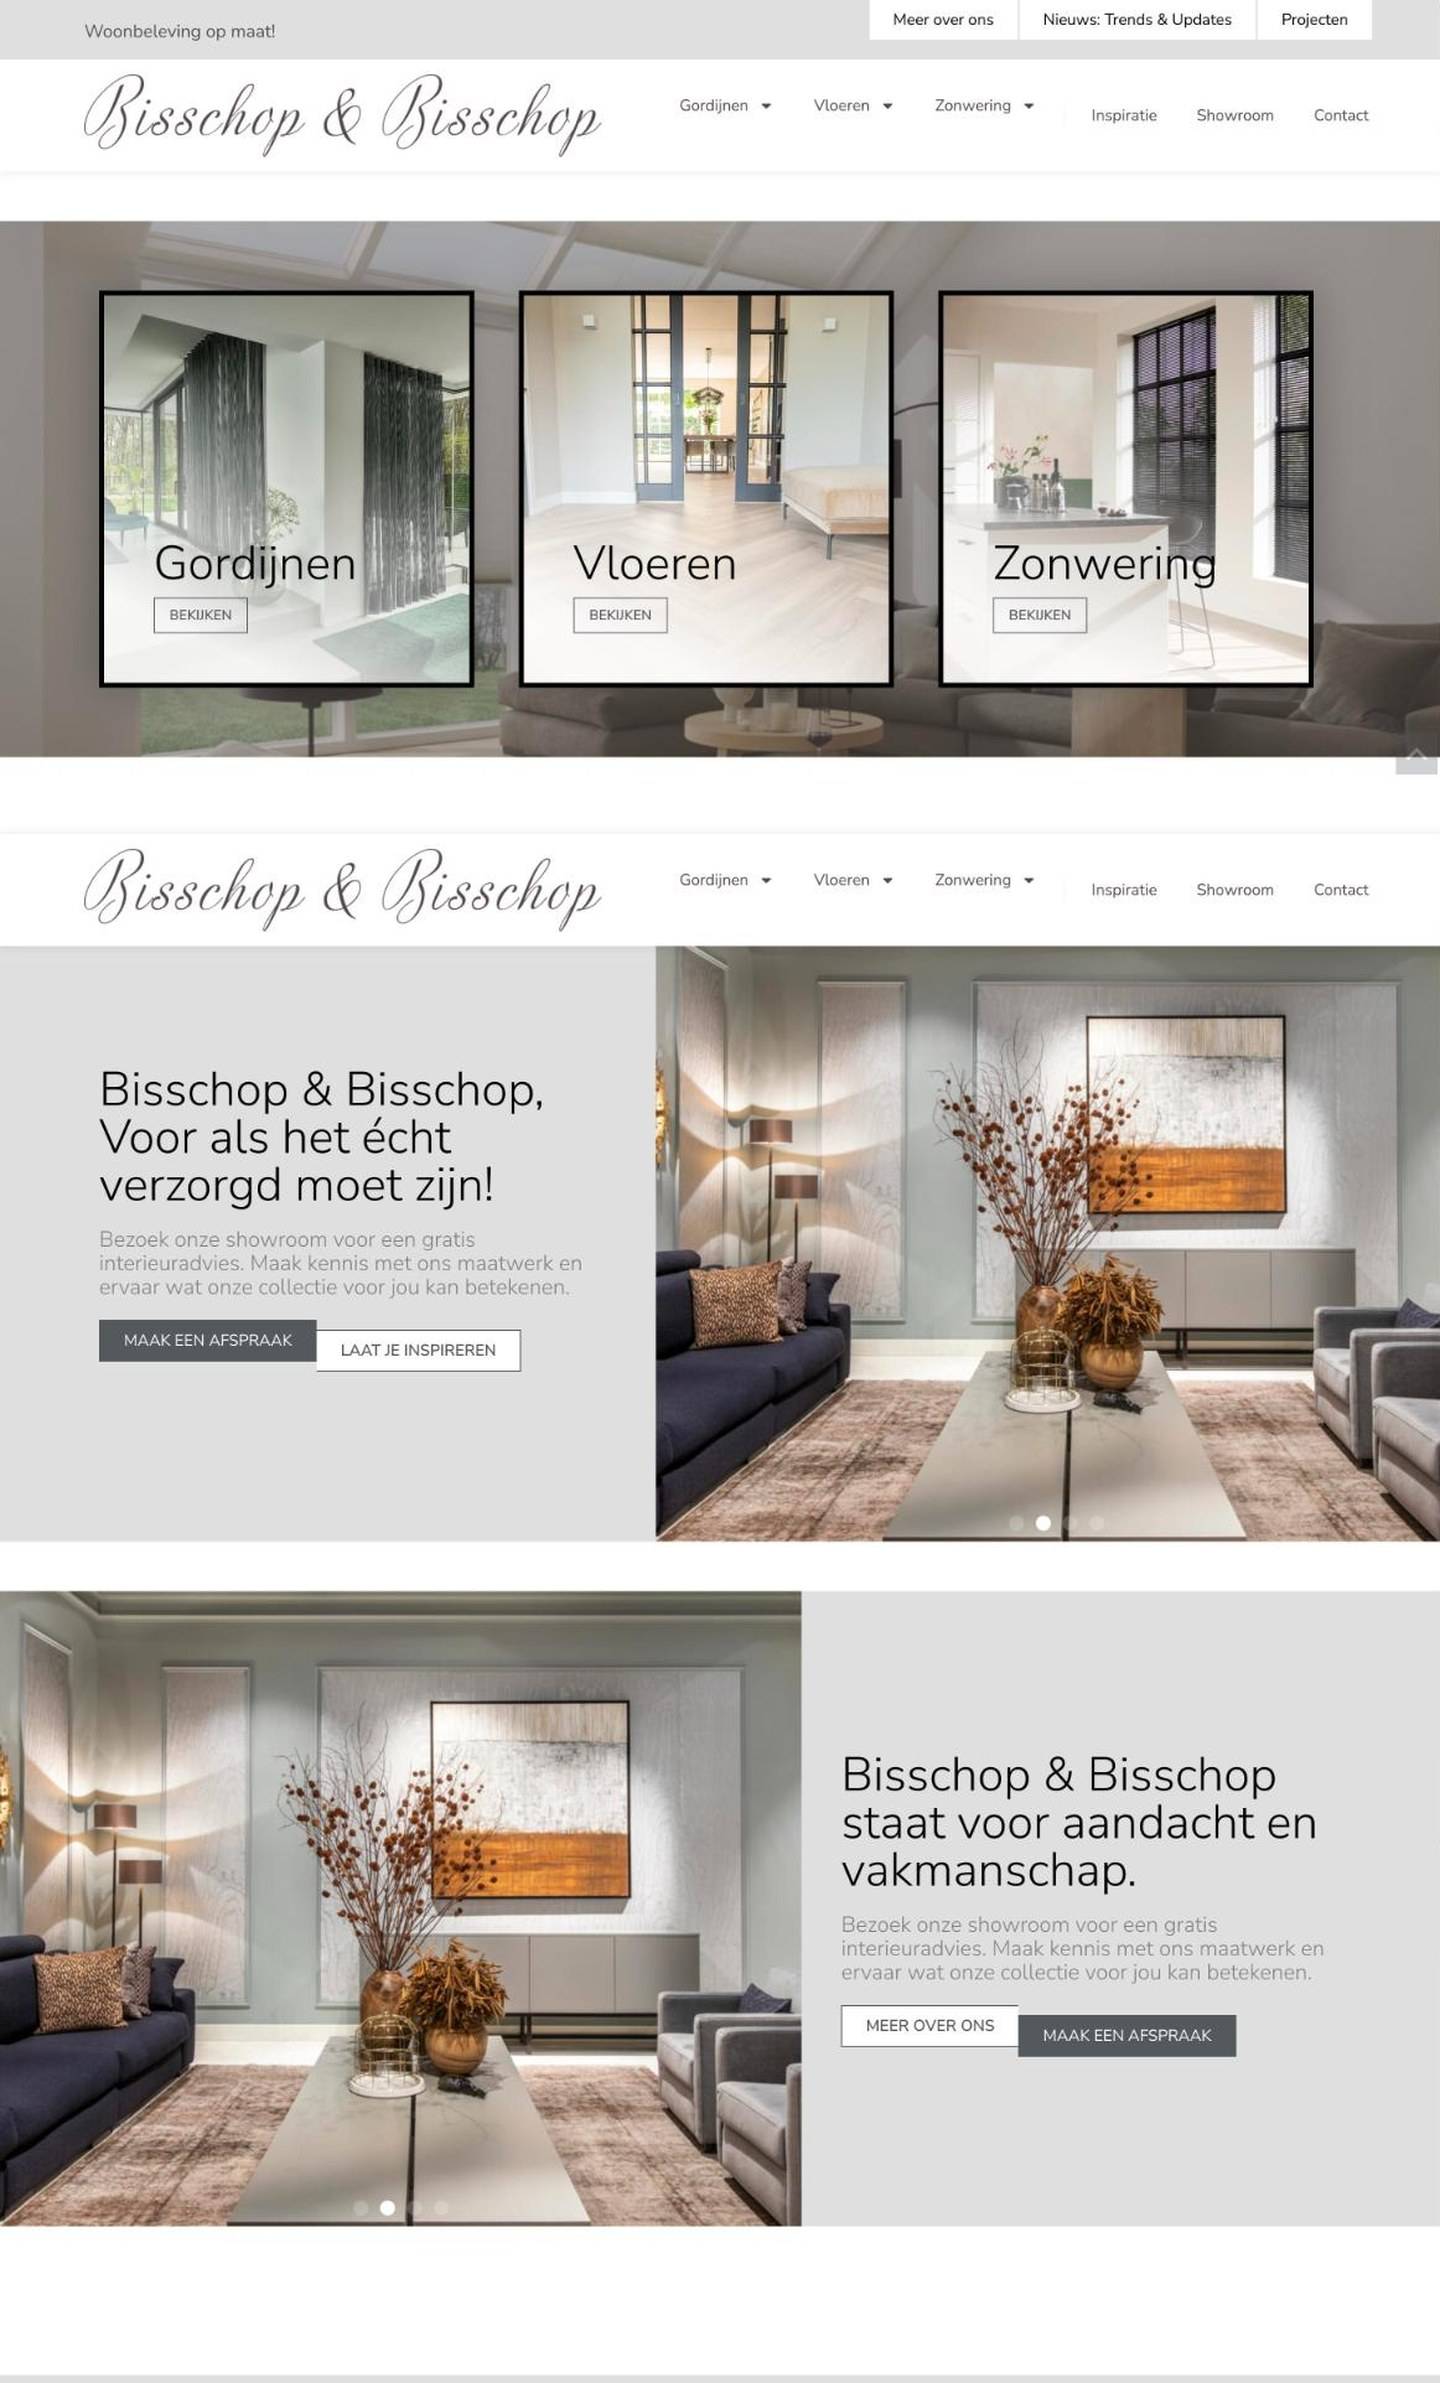 Woonbeleving op maat!
Meer over ons
Nieuws: Trends & Updates
Projecten
Bisschop & Bisschop
Gordijnen
Vloeren
Zonwering
Inspiratie
Showroom
Contact
Gordijnen
BEKIJKEN
Vloeren
BEKIJKEN
Zonwering
BEKIJKEN
Bisschop & Bisschop
Gordijnen
Vloeren
Zonwering
Inspiratie
Showroom
Contact
Bisschop & Bisschop,
Voor als het écht
verzorgd moet zijn!
Bezoek onze showroom voor een gratis
interieuradvies. Maak kennis met ons maatwerk en
ervaar wat onze collectie voor jou kan betekenen.
MAAK EEN AFSPRAAK
LAAT JE INSPIREREN
Bisschop & Bisschop
staat voor aandacht en
vakmanschap.
Bezoek onze showroom voor een gratis
interieuradvies. Maak kennis met ons maatwerk en
ervaar wat onze collectie voor jou kan betekenen.
MEER OVER ONS
MAAK EEN AFSPRAAK